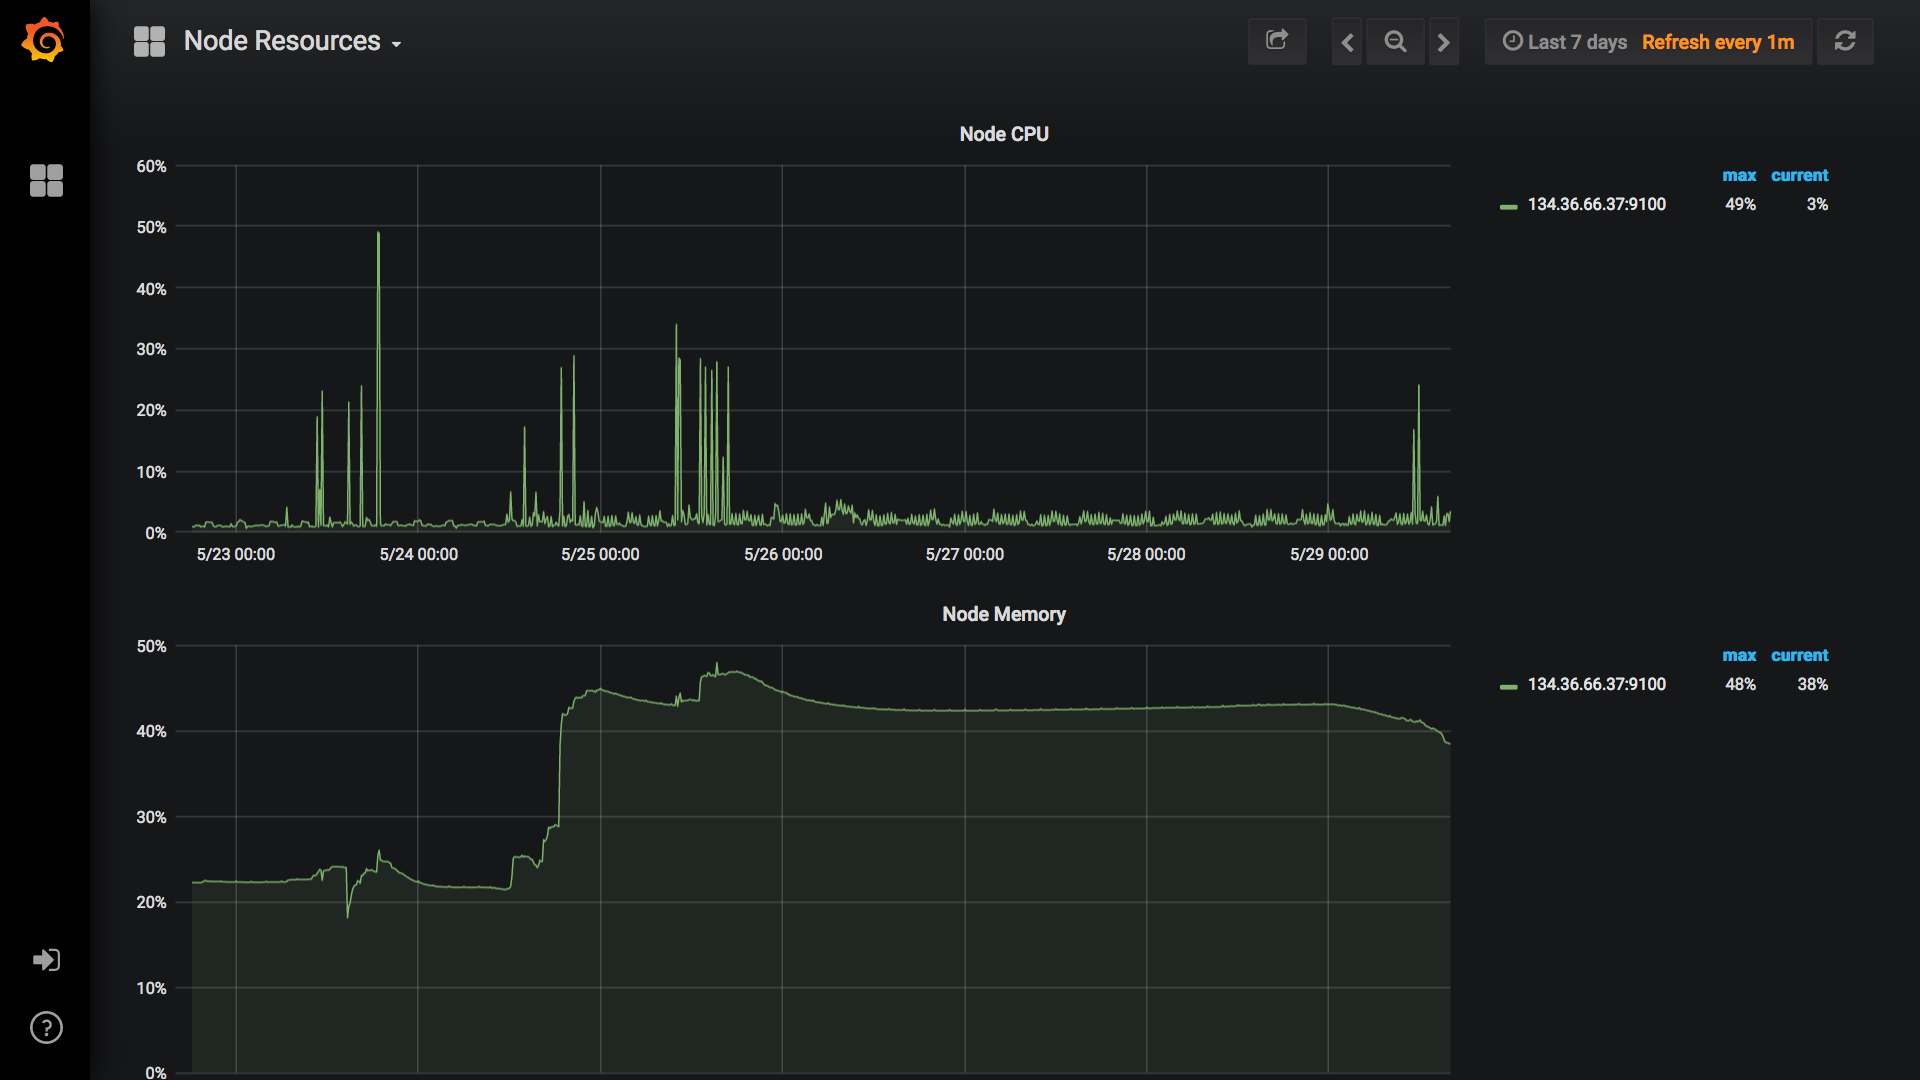 Node Resources
Last 7 days Refresh every 1m
Node CPU
60%
50%
40%
30%
20%
10%
0%
5/23 00:00 5/24 00:00 5/25 00:00 5/26 00:00 5/27 00:00 5/28 00:00 5/29 00:00
max current
134.36.66.37:9100 49% 3%
Node Memory
50%
40%
30%
20%
10%
0%
max current
134.36.66.37:9100 48% 38%
?